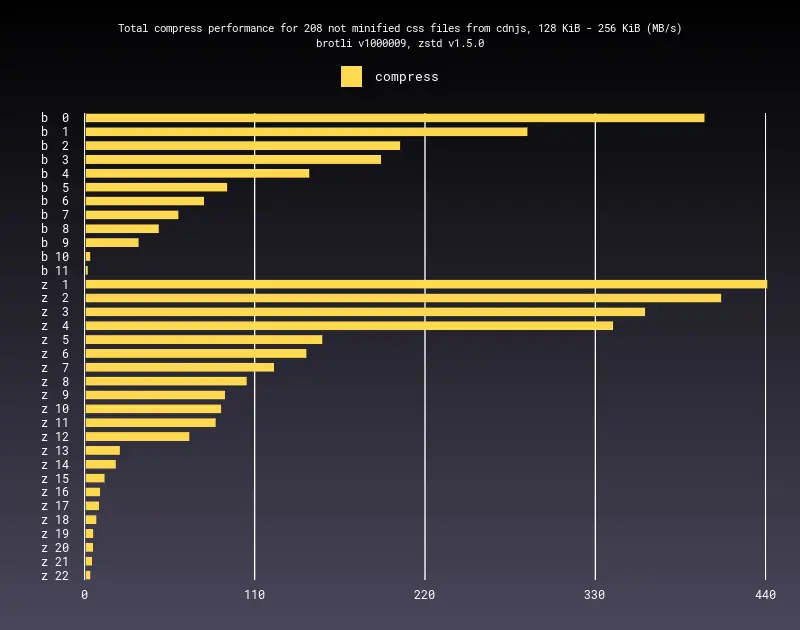 Total compress performance for 208 not minified css files from cdnjs, 128 KiB - 256 KiB (MB/s)
brotli v1000009, zstd v1.5.0
compress
b 0
b 1
b 2
b 3
b 4
b 5
b 6
b 7
b 8
b 9
b 10
b 11
z 1
z 2
z 3
z 4
z 5
z 6
z 7
z 8
z 9
z 10
z 11
z 12
z 13
z 14
z 15
z 16
z 17
z 18
z 19
z 20
z 21
z 22
0 110 220 330 440